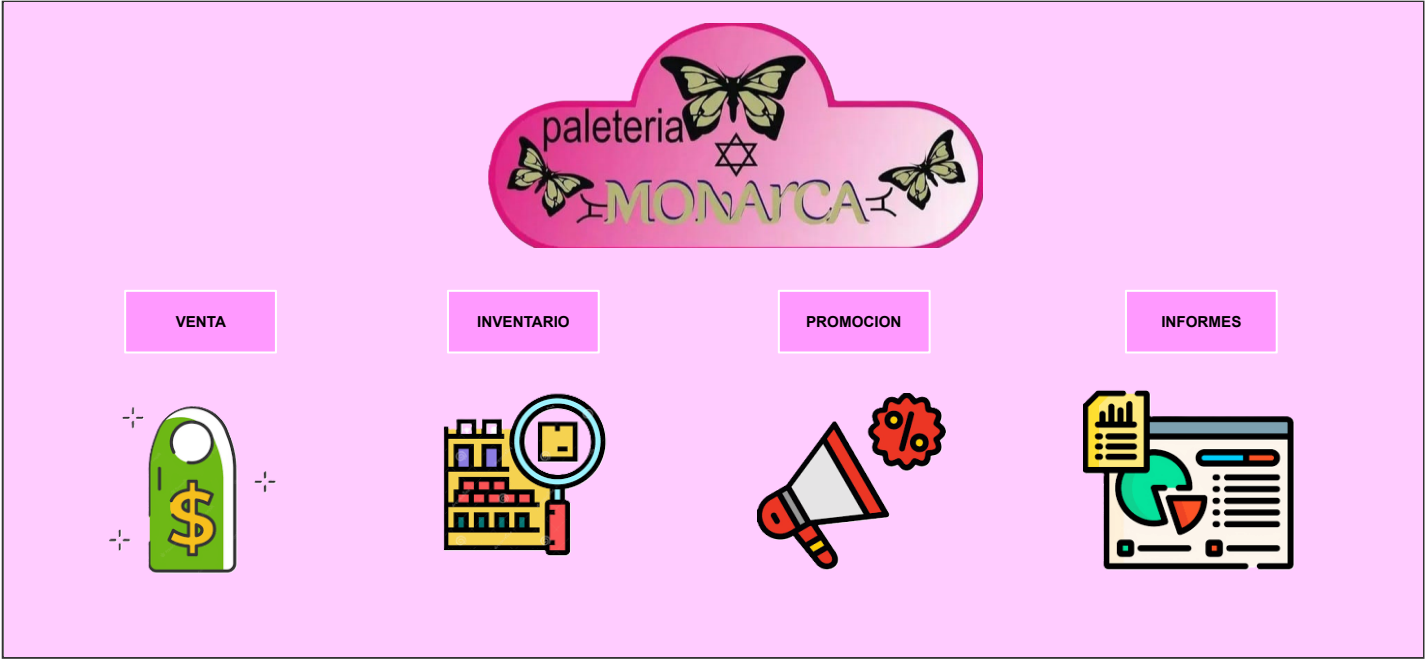 paleteria
MONArCA
VENTA
INVENTARIO
PROMOCION
INFORMES
$
%